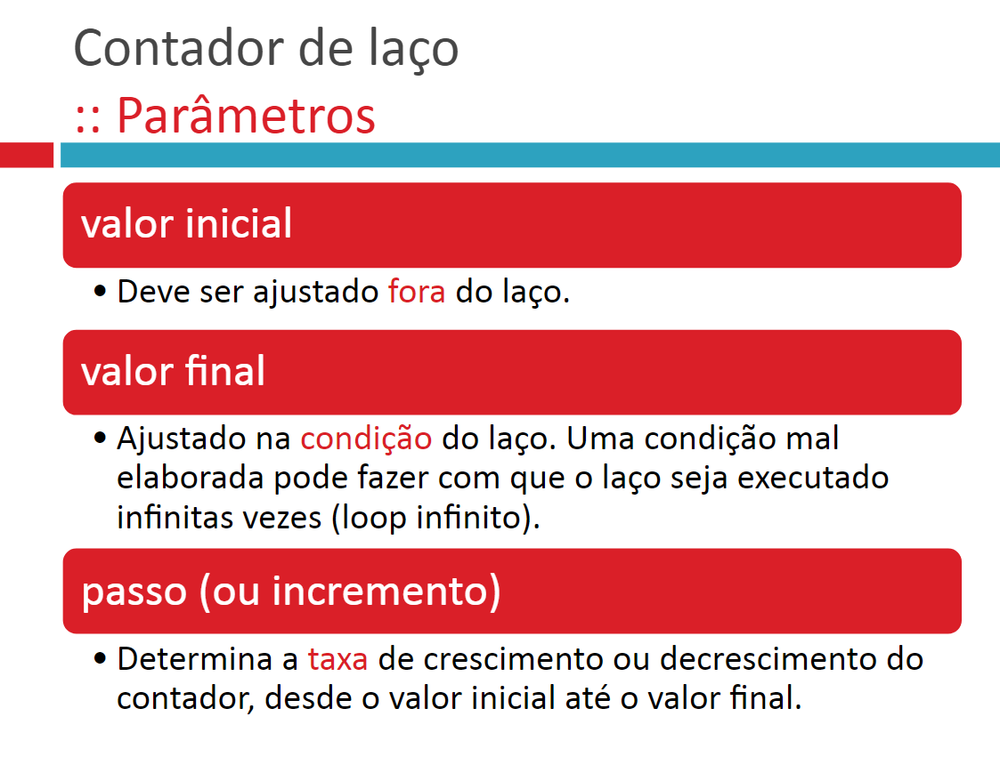 Contador de laço
:: Parâmetros
valor inicial
• Deve ser ajustado fora do laço.
valor final
• Ajustado na condição do laço. Uma condição mal
elaborada pode fazer com que o laço seja executado
infinitas vezes (loop infinito).
passo (ou incremento)
• Determina a taxa de crescimento ou decrescimento do
contador, desde o valor inicial até o valor final.